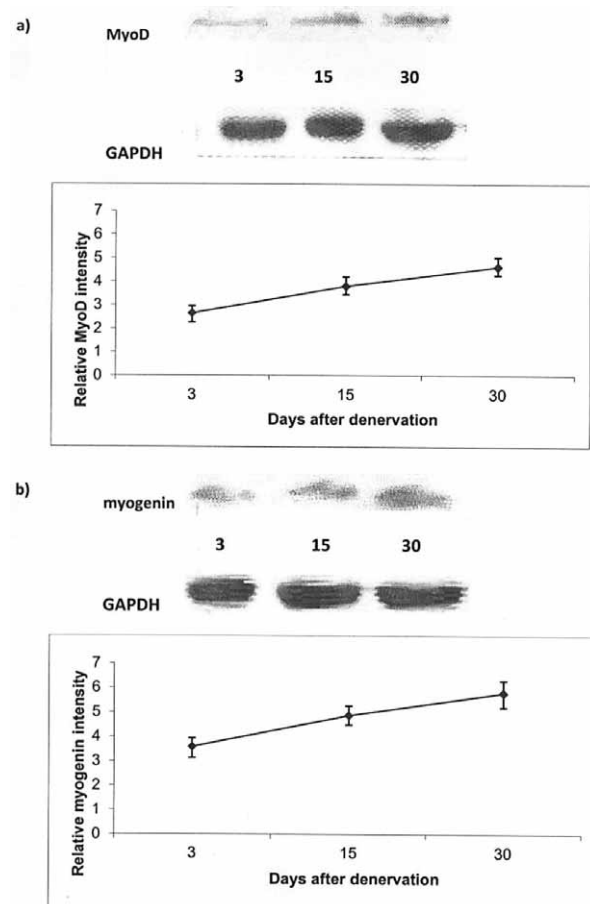 a)
MyoD
3 15 30
GAPDH
Relative MyoD intensity
7
6
5
4
3
2
1
0
3 15 30
Days after denervation
b)
myogenin
3 15 30
GAPDH
Relative myogenin intensity
7
6
5
4
3
2
1
0
3 15 30
Days after denervation